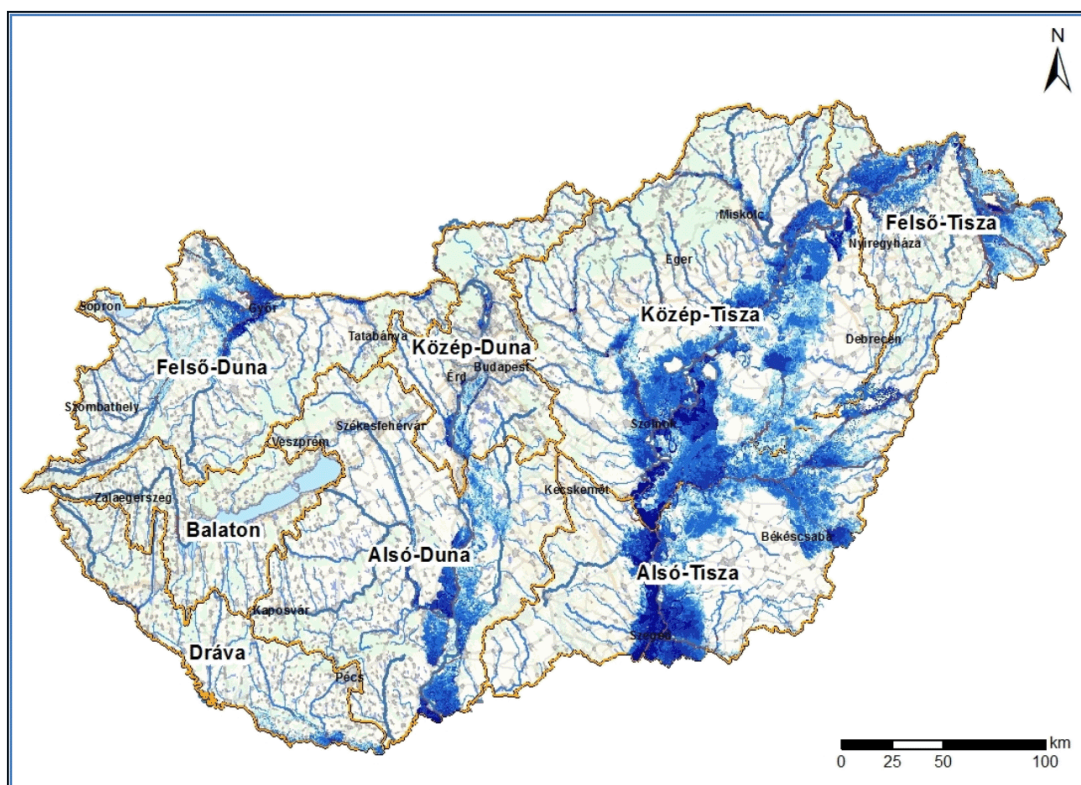 N
Felső-Tisza
Miskolc
Nyíregyháza
Eger
Sopron
Győr
Közép-Tisza
Tatabánya
Közép-Duna
Debrecen
Felső-Duna
Budapest
Érd
Szombathely
Székesfehérvár
Szolnok
Veszprém
Kecskemét
Zalaegerszeg
Balaton
Békéscsaba
Alsó-Duna
Alsó-Tisza
Kaposvár
Szeged
Dráva
Pécs
km
0 25 50 100